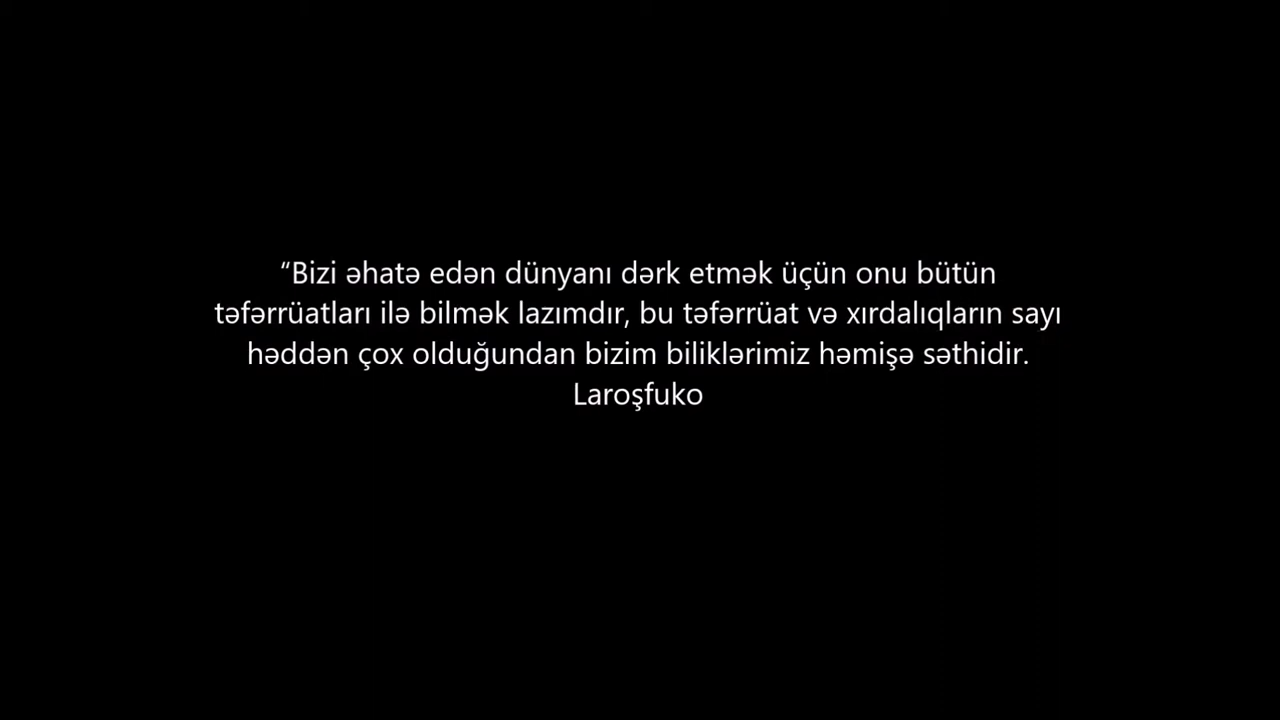 “Bizi əhatə edən dünyanı dərk etmək üçün onu bütün
təfərrüatları ilə bilmək lazımdır, bu təfərrüat və xırdalıqların sayı
həddən çox olduğundan bizim biliklərimiz həmişə səthidir.
Laroşfuko